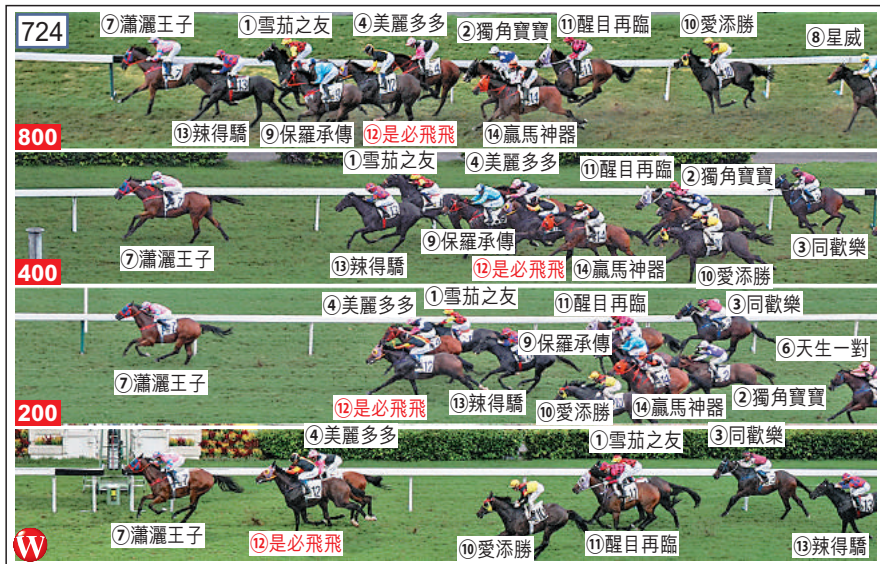 724
⑦瀟灑王子 ①雪茄之友 ④美麗多多 ②獨角寶寶 ⑪醒目再臨 ⑩愛添勝 ⑧星威
800 ⑬辣得驕 ⑨保羅承傳 ⑫是必飛飛 ⑭贏馬神器
①雪茄之友 ④美麗多多 ⑪醒目再臨 ②獨角寶寶
⑦瀟灑王子 ⑬辣得驕 ⑨保羅承傳 ⑫是必飛飛 ⑭贏馬神器 ⑩愛添勝 ③同歡樂
400
④美麗多多 ①雪茄之友 ⑪醒目再臨 ③同歡樂
⑨保羅承傳 ⑥天生一對
⑦瀟灑王子 ⑫是必飛飛 ⑬辣得驕 ⑩愛添勝 ⑭贏馬神器 ②獨角寶寶
200
④美麗多多 ①雪茄之友 ③同歡樂
⑦瀟灑王子 ⑫是必飛飛 ⑩愛添勝 ⑪醒目再臨 ⑬辣得驕
W